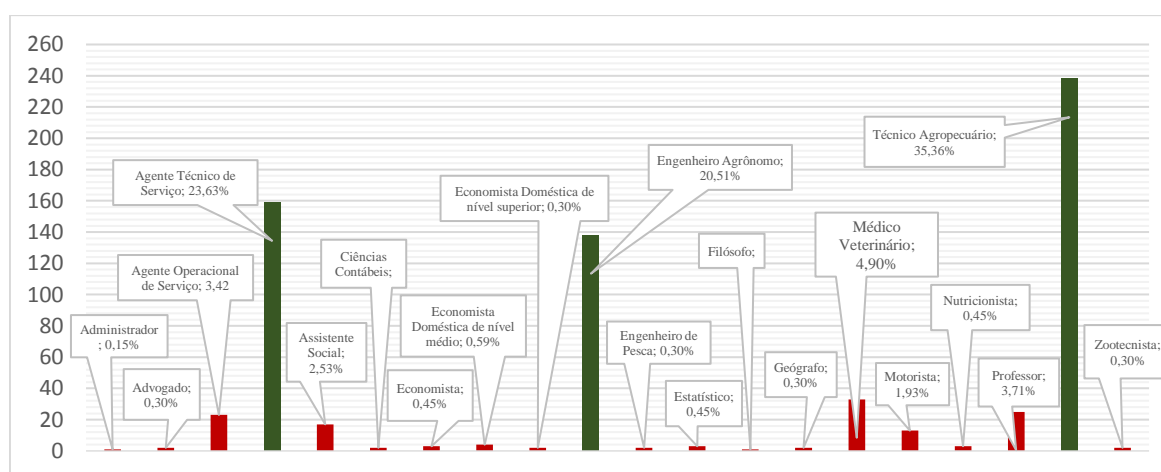 260
240
220
200
180
160
140
120
100
80
60
40
20
0
Administrador
; 0,15%
Advogado;
0,30%
Agente Operacional
de Serviço; 3,42
Agente Técnico de
Serviço; 23,63%
Assistente
Social;
2,53%
Ciências
Contábeis;
Economista;
0,45%
Economista
Doméstica de nível
médio; 0,59%
Economista Doméstica de
nível superior; 0,30%
Engenheiro Agrônomo;
20,51%
Engenheiro de
Pesca; 0,30%
Estatístico;
0,45%
Filósofo;
Geógrafo;
0,30%
Médico
Veterinário;
4,90%
Motorista;
1,93%
Nutricionista;
0,45%
Professor;
3,71%
Técnico Agropecuário;
35,36%
Zootecnista;
0,30%